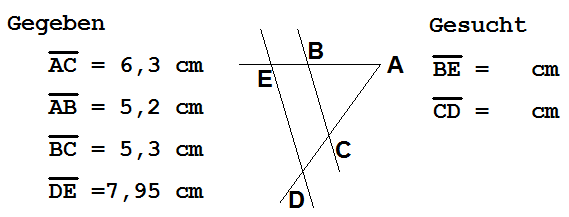 Gegeben
AC = 6,3 cm
AB = 5,2 cm
BC = 5,3 cm
DE =7,95 cm
B
A
E
C
D
Gesucht
BE = cm
CD = cm